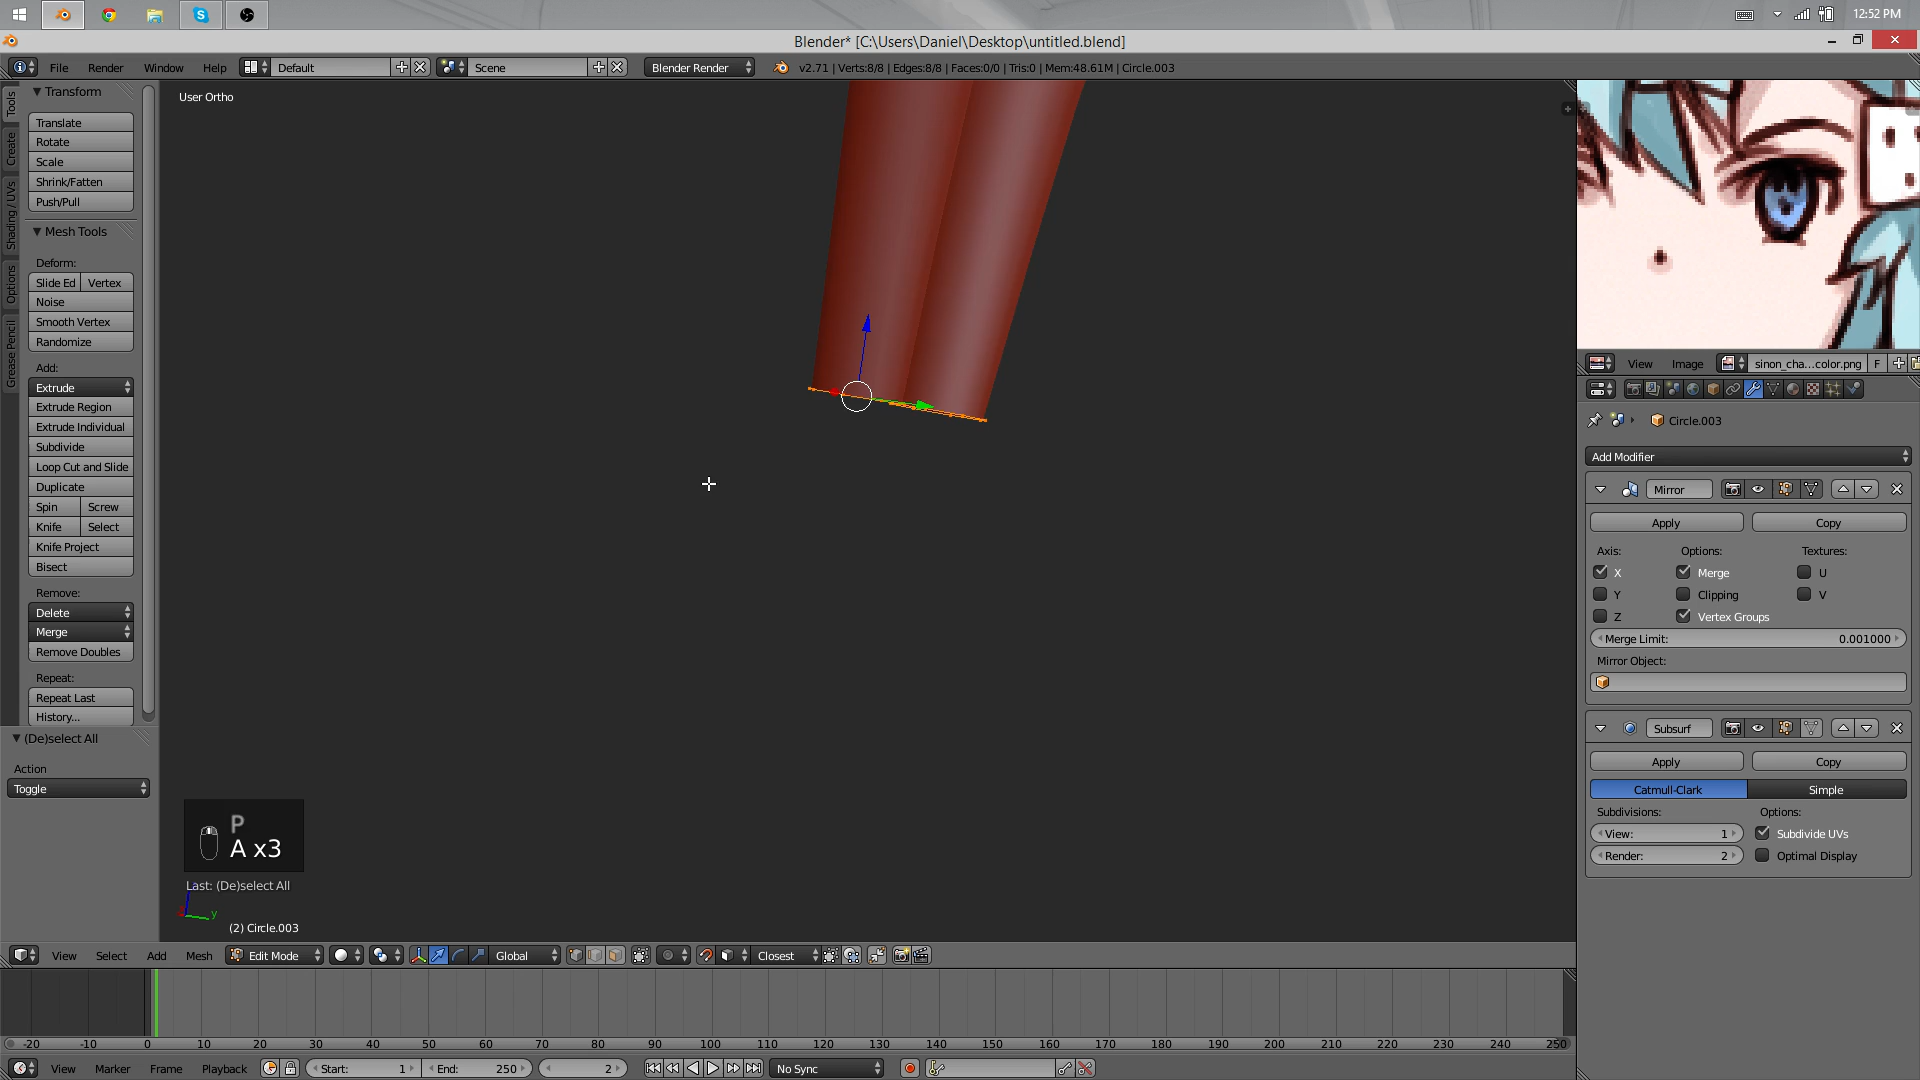 12:52 PM
Blender* [C:\Users\Daniel\Desktop\untitled.blend]
File Render Window Help Default Scene Blender Render v2.71 | Verts:8/8 | Edges:8/8 | Faces:0/0 | Tris:0 | Mem:48.61M | Circle.003
Tools
Create
Shading / UVs
Options
Grease Pencil
Transform
Translate
Rotate
Scale
Shrink/Fatten
Push/Pull
Mesh Tools
Deform:
Slide Ed Vertex
Noise
Smooth Vertex
Randomize
Add:
Extrude
Extrude Region
Extrude Individual
Subdivide
Loop Cut and Slide
Duplicate
Spin Screw
Knife Select
Knife Project
Bisect
Remove:
Delete
Merge
Remove Doubles
Repeat:
Repeat Last
History...
(De)select All
Action
Toggle
User Ortho
P
A x3
Last: (De)select All
y
(2) Circle.003
View Image sinon_cha...color.png F
Circle.003
Add Modifier
Mirror
Apply Copy
Axis: Options: Textures:
X Merge U
Y Clipping V
Z Vertex Groups
Merge Limit: 0.001000
Mirror Object:
Subsurf
Apply Copy
Catmull-Clark Simple
Subdivisions: Options:
View: 1 Subdivide UVs
Render: 2 Optimal Display
View Select Add Mesh Edit Mode Global Closest
-20 -10 0 10 20 30 40 50 60 70 80 90 100 110 120 130 140 150 160 170 180 190 200 210 220 230 240 250
View Marker Frame Playback Start: 1 End: 250 2 No Sync